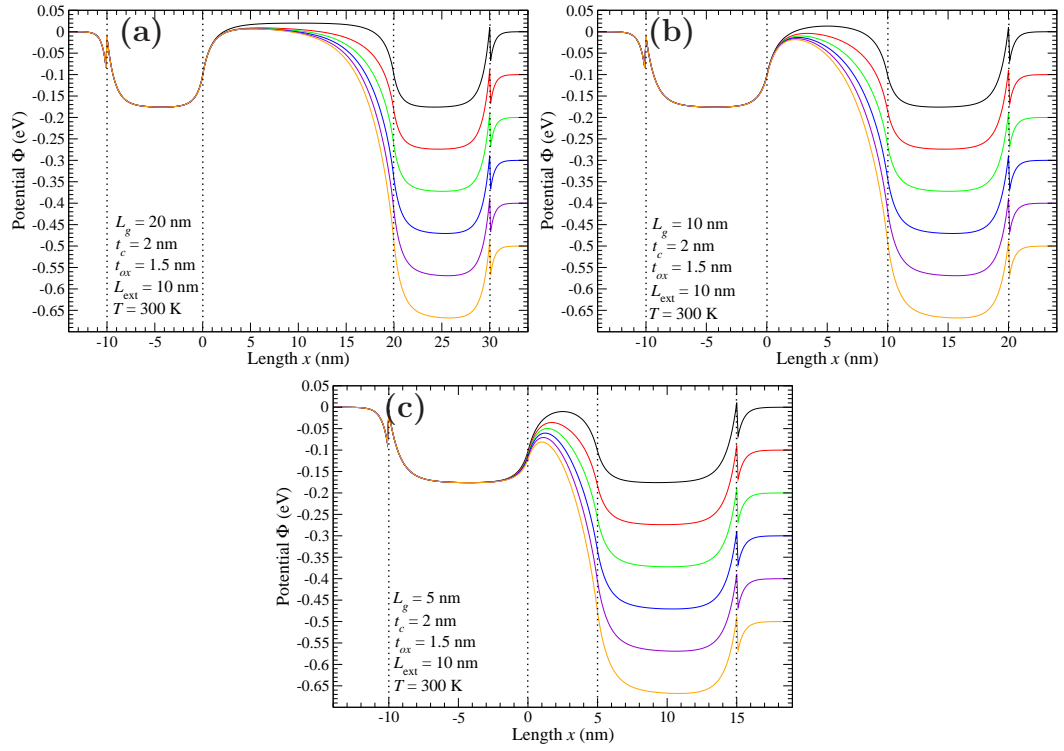 (a)
0.05
0
-0.05
-0.1
-0.15
-0.2
-0.25
-0.3
-0.35
-0.4
-0.45
-0.5
-0.55
-0.6
-0.65
Potential Φ (eV)
L_g = 20 nm
t_c = 2 nm
t_ox = 1.5 nm
L_ext = 10 nm
T = 300 K
-10 -5 0 5 10 15 20 25 30
Length x (nm)
(b)
0.05
0
-0.05
-0.1
-0.15
-0.2
-0.25
-0.3
-0.35
-0.4
-0.45
-0.5
-0.55
-0.6
-0.65
Potential Φ (eV)
L_g = 10 nm
t_c = 2 nm
t_ox = 1.5 nm
L_ext = 10 nm
T = 300 K
-10 -5 0 5 10 15 20
Length x (nm)
(c)
0.05
0
-0.05
-0.1
-0.15
-0.2
-0.25
-0.3
-0.35
-0.4
-0.45
-0.5
-0.55
-0.6
-0.65
Potential Φ (eV)
L_g = 5 nm
t_c = 2 nm
t_ox = 1.5 nm
L_ext = 10 nm
T = 300 K
-10 -5 0 5 10 15
Length x (nm)